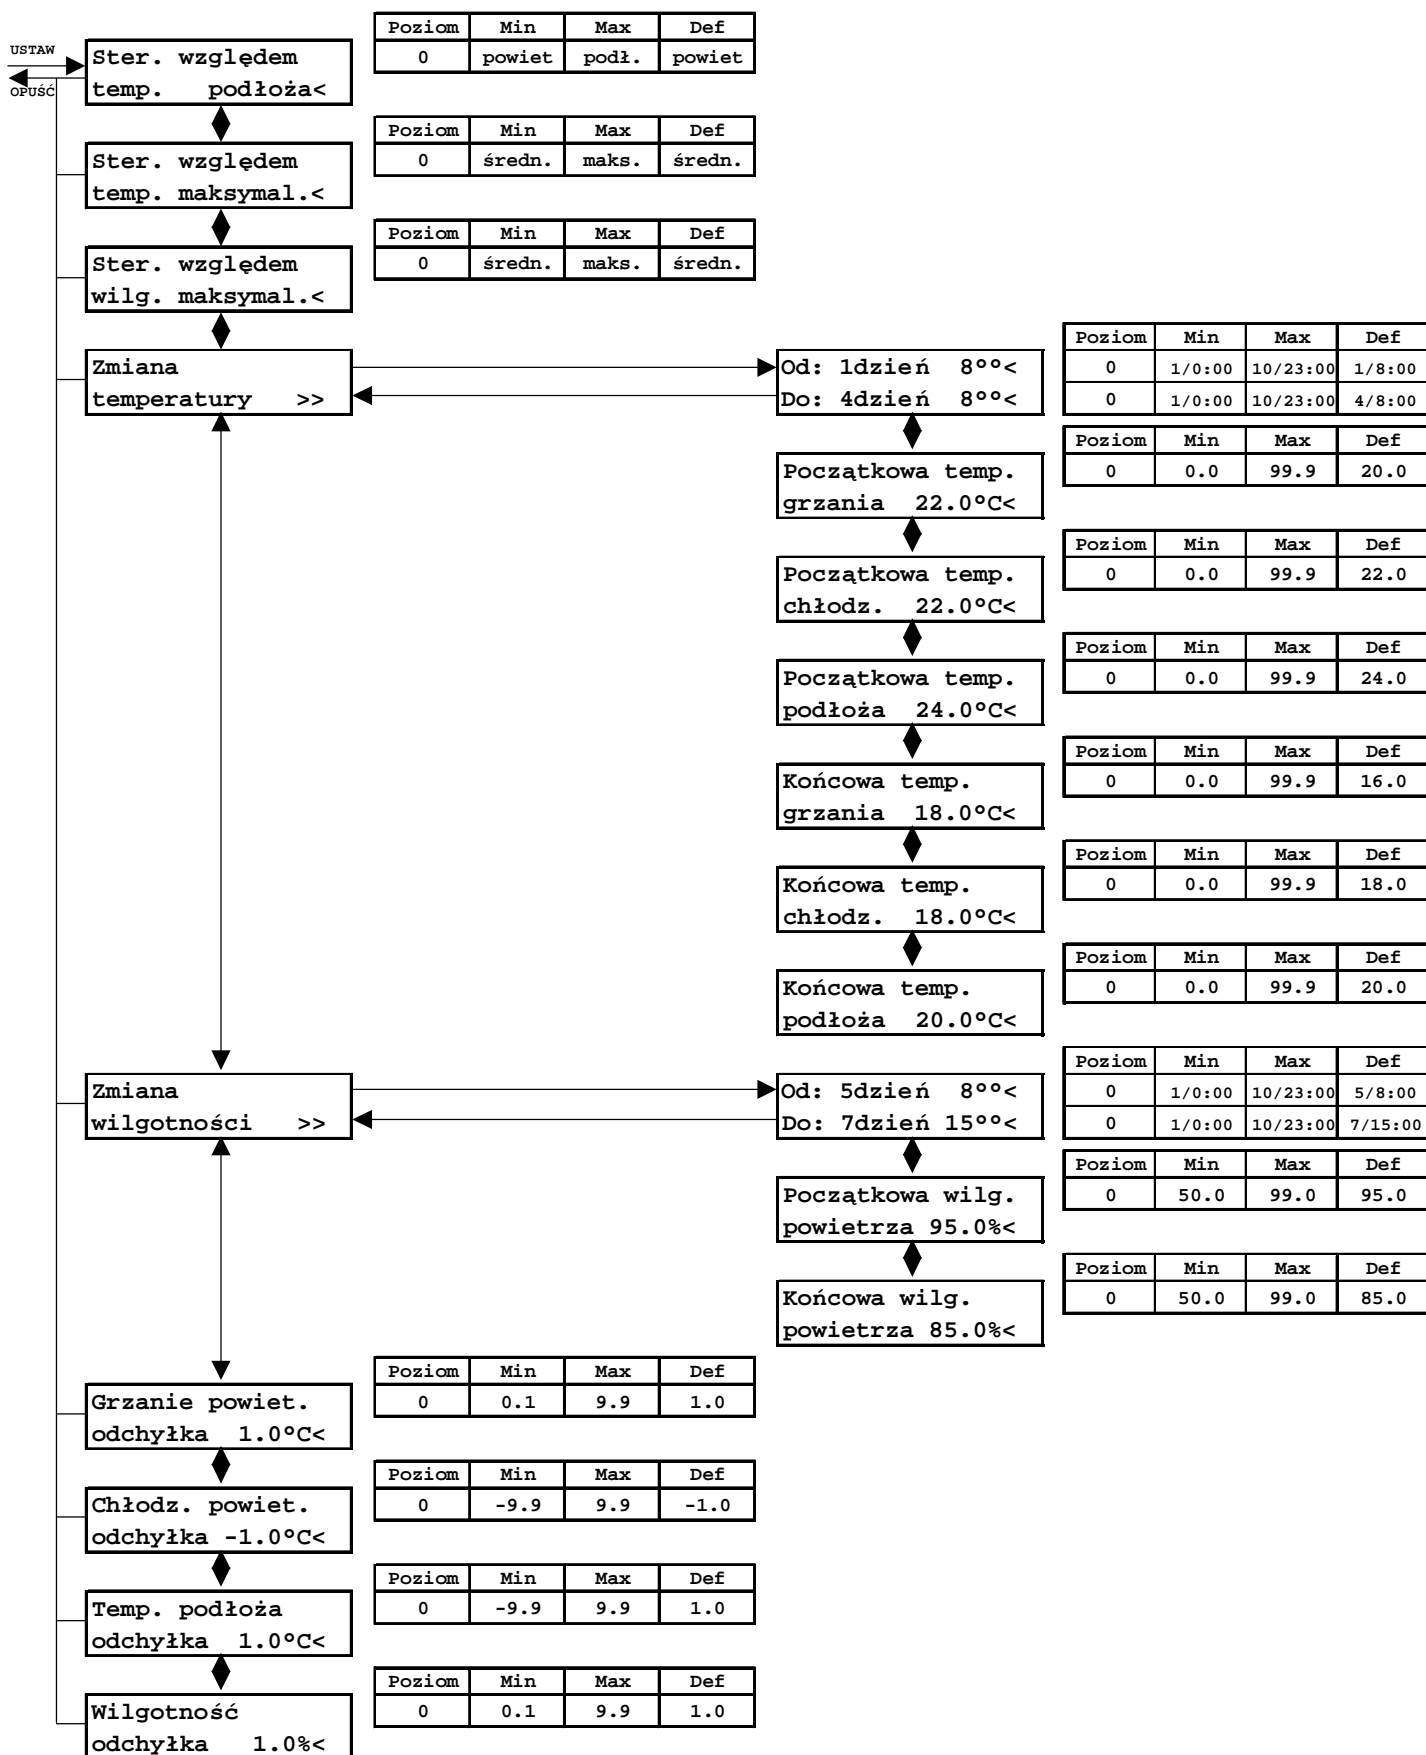 Poziom Min Max Def
USTAW
Ster. względem
0 powiet podł. powiet
OPUŚĆ
temp. podłoża<
Poziom Min Max Def
Ster. względem
0 średn. maks. średn.
temp. maksymal.<
Poziom Min Max Def
Ster. względem
0 średn. maks. średn.
wilg. maksymal.<
Zmiana
temperatury >>
Od: 1dzień 8°°<
Do: 4dzień 8°°<
Poziom Min Max Def
0 1/0:00 10/23:00 1/8:00
0 1/0:00 10/23:00 4/8:00
Początkowa temp.
grzania 22.0°C<
Poziom Min Max Def
0 0.0 99.9 20.0
Początkowa temp.
chłodz. 22.0°C<
Poziom Min Max Def
0 0.0 99.9 22.0
Początkowa temp.
podłoża 24.0°C<
Poziom Min Max Def
0 0.0 99.9 24.0
Końcowa temp.
grzania 18.0°C<
Poziom Min Max Def
0 0.0 99.9 16.0
Końcowa temp.
chłodz. 18.0°C<
Poziom Min Max Def
0 0.0 99.9 18.0
Końcowa temp.
podłoża 20.0°C<
Poziom Min Max Def
0 0.0 99.9 20.0
Zmiana
wilgotności >>
Od: 5dzień 8°°<
Do: 7dzień 15°°<
Poziom Min Max Def
0 1/0:00 10/23:00 5/8:00
0 1/0:00 10/23:00 7/15:00
Początkowa wilg.
powietrza 95.0%<
Poziom Min Max Def
0 50.0 99.0 95.0
Końcowa wilg.
powietrza 85.0%<
Poziom Min Max Def
0 50.0 99.0 85.0
Grzanie powiet.
odchyłka 1.0°C<
Poziom Min Max Def
0 0.1 9.9 1.0
Chłodz. powiet.
odchyłka -1.0°C<
Poziom Min Max Def
0 -9.9 9.9 -1.0
Temp. podłoża
odchyłka 1.0°C<
Poziom Min Max Def
0 -9.9 9.9 1.0
Wilgotność
odchyłka 1.0%<
Poziom Min Max Def
0 0.1 9.9 1.0